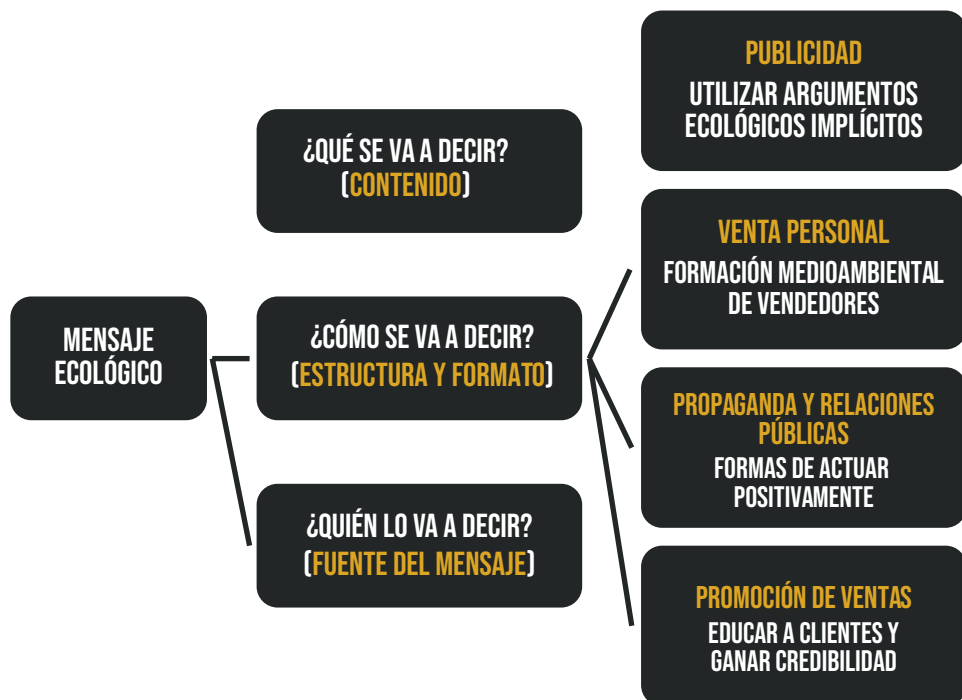 MENSAJE
ECOLÓGICO
¿QUÉ SE VA A DECIR?
(CONTENIDO)
¿CÓMO SE VA A DECIR?
(ESTRUCTURA Y FORMATO)
¿QUIÉN LO VA A DECIR?
(FUENTE DEL MENSAJE)
PUBLICIDAD
UTILIZAR ARGUMENTOS
ECOLÓGICOS IMPLÍCITOS
VENTA PERSONAL
FORMACIÓN MEDIOAMBIENTAL
DE VENDEDORES
PROPAGANDA Y RELACIONES
PÚBLICAS
FORMAS DE ACTUAR
POSITIVAMENTE
PROMOCIÓN DE VENTAS
EDUCAR A CLIENTES Y
GANAR CREDIBILIDAD